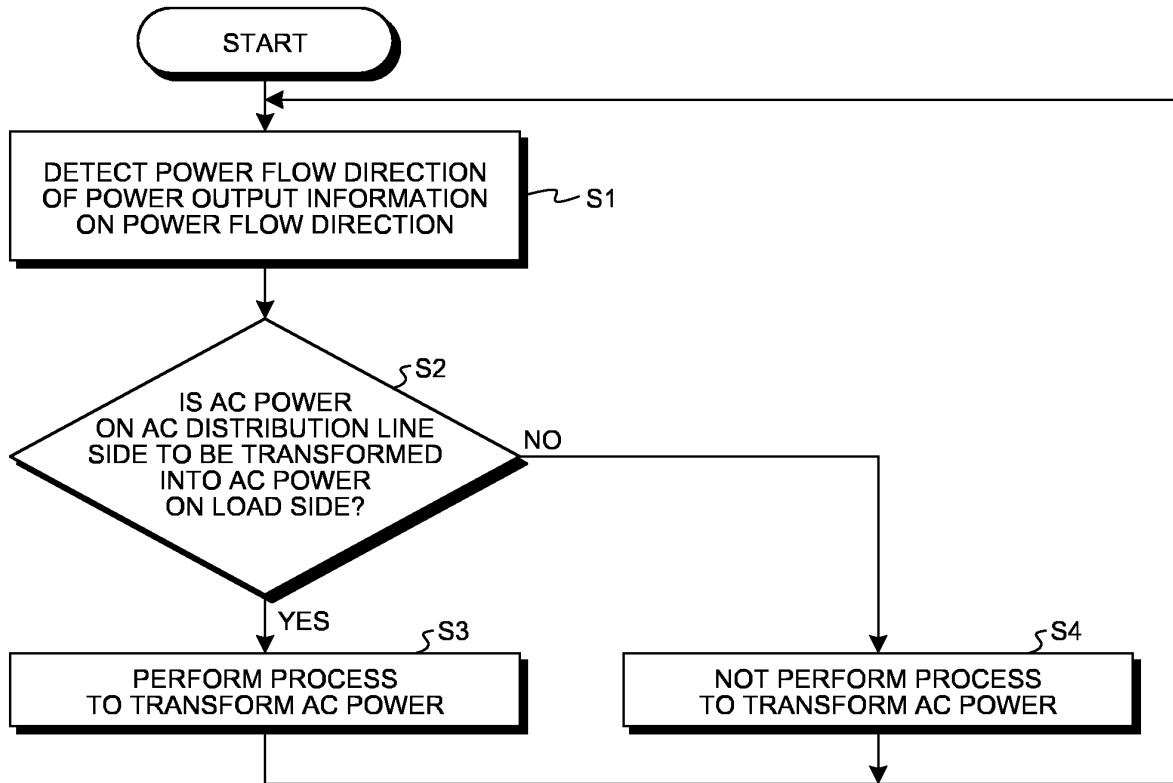 START
DETECT POWER FLOW DIRECTION
OF POWER OUTPUT INFORMATION
ON POWER FLOW DIRECTION
S1
S2
IS AC POWER
ON AC DISTRIBUTION LINE
SIDE TO BE TRANSFORMED
INTO AC POWER
ON LOAD SIDE?
NO
YES
S3
PERFORM PROCESS
TO TRANSFORM AC POWER
S4
NOT PERFORM PROCESS
TO TRANSFORM AC POWER